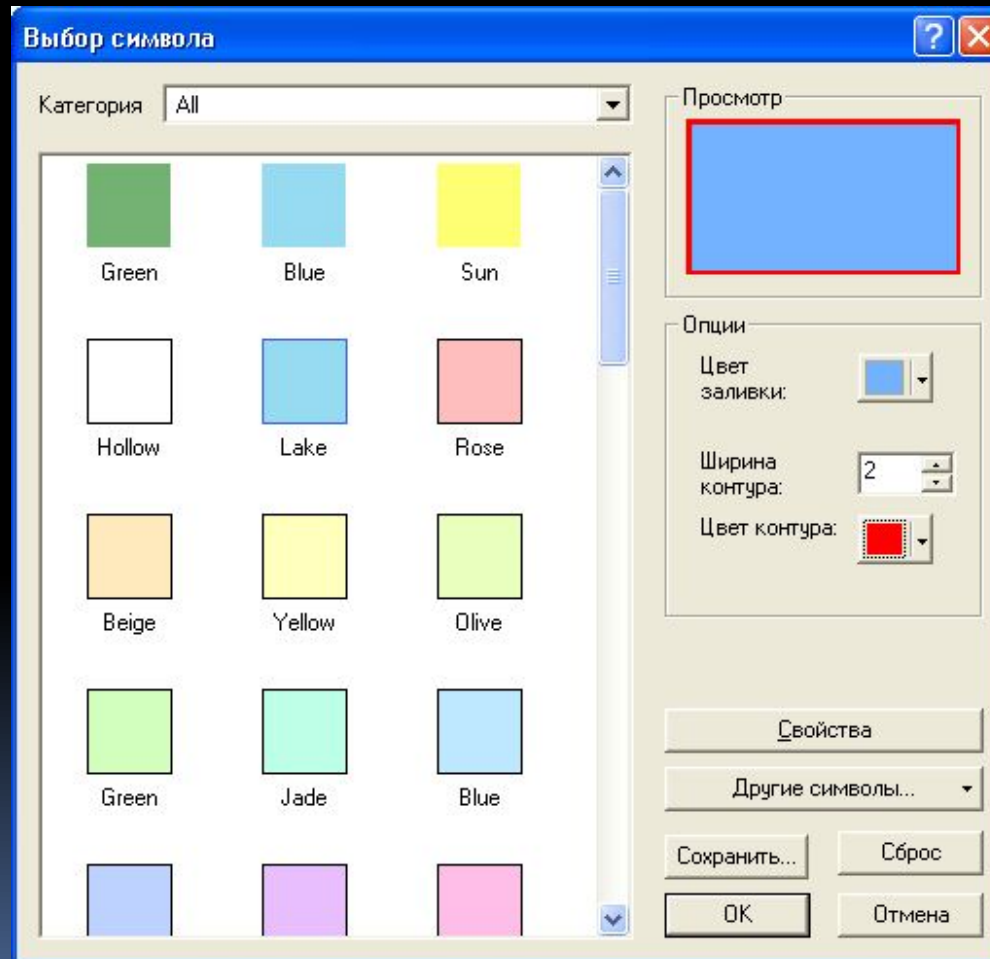 Выбор символа
Категория All
Green Blue Sun
Hollow Lake Rose
Beige Yellow Olive
Green Jade Blue
Просмотр
Опции
Цвет
заливки:
Ширина
контура:
2
Цвет контура:
Свойства
Другие символы...
Сохранить... Сброс
OK Отмена